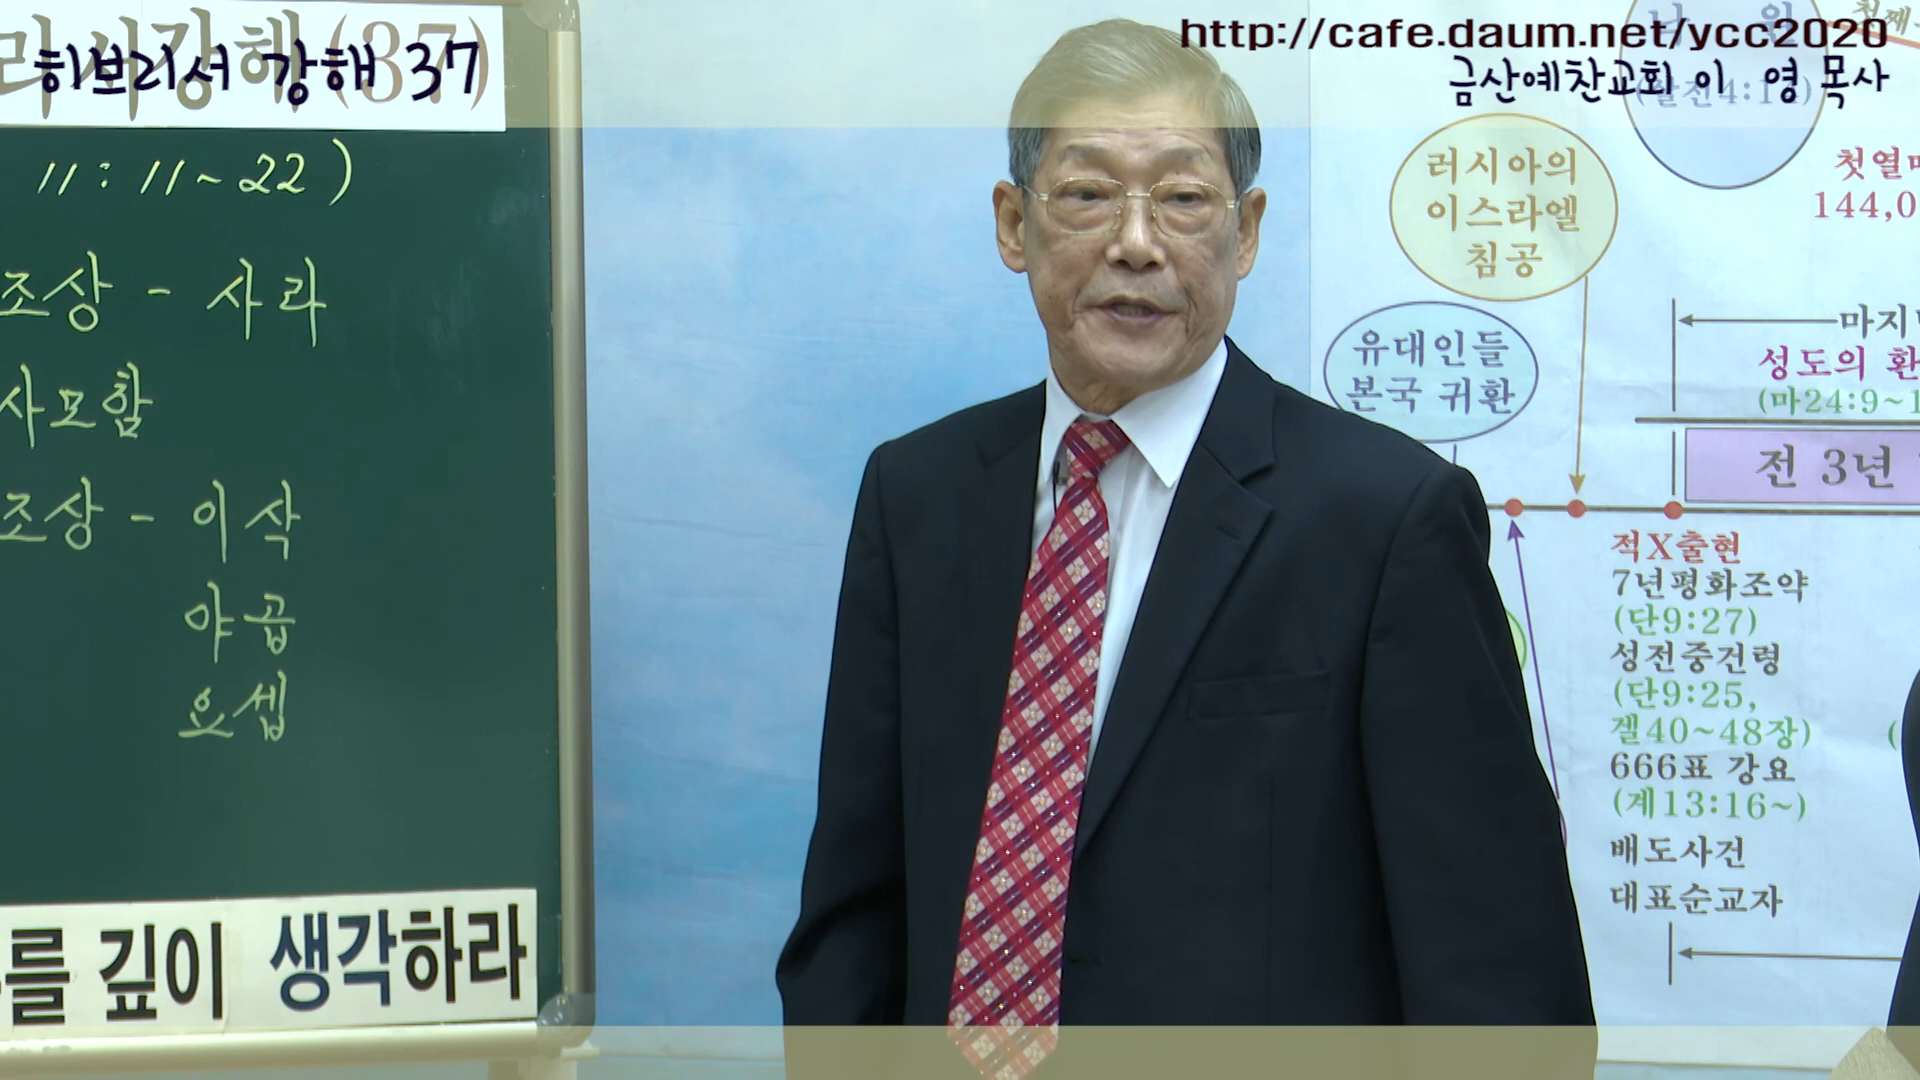 http://cafe.daum.net/ycc2020
히브리서 강해 37
금산예찬교회 이 영 목사
11:11~22)
조상 - 사라
사모함
조상 - 이삭
야곱
요셉
를 깊이 생각하라
(살전4:1
러시아의
이스라엘
침공
유대인들
본국 귀환
첫열매
144,0
마지막
성도의 환
(마24:9~1
전 3년
적X출현
7년평화조약
(단9:27)
성전중건령
(단9:25,
겔40~48장)
666표 강요
(계13:16~)
배도사건
대표순교자